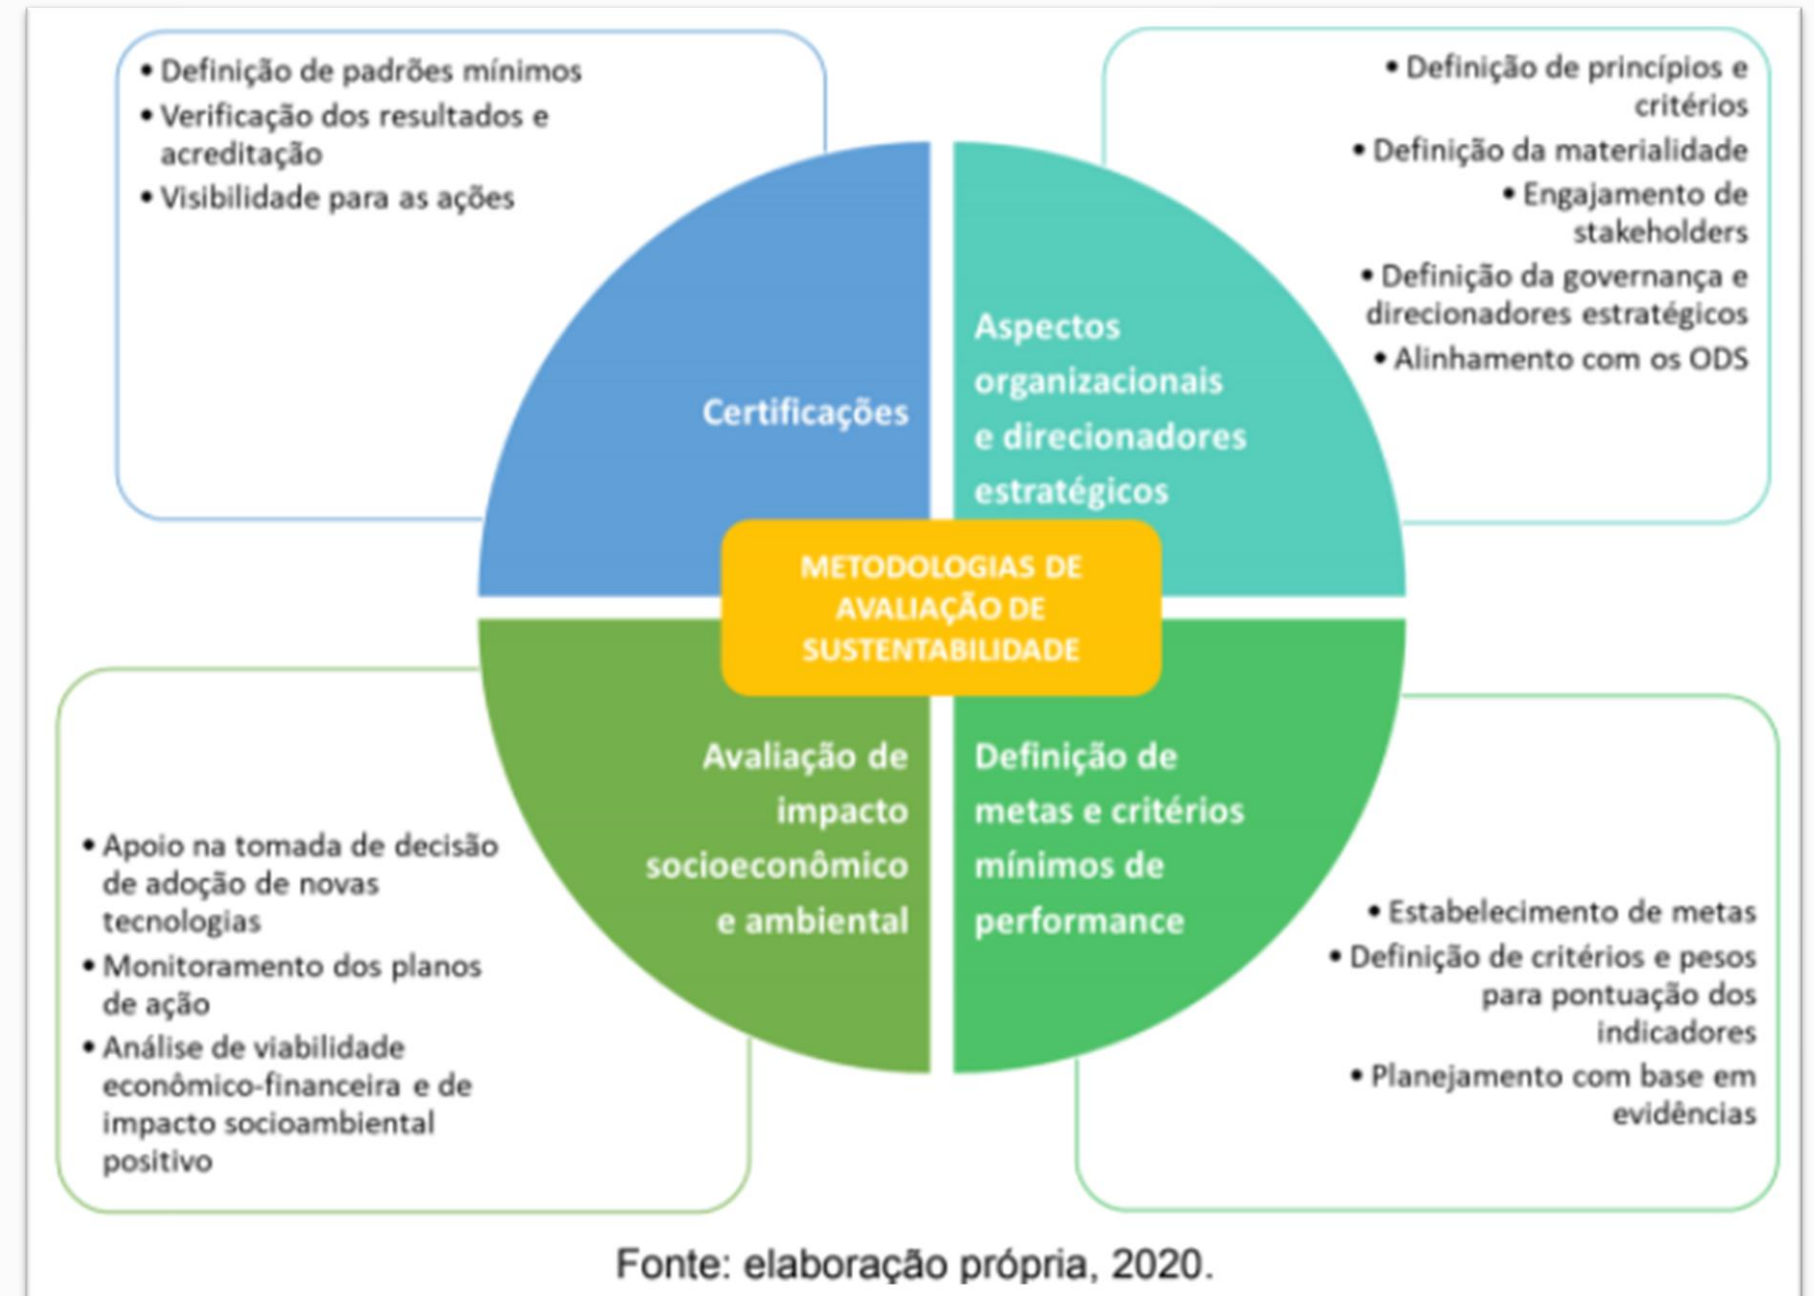 • Definição de padrões mínimos
• Verificação dos resultados e
acreditação
• Visibilidade para as ações
• Definição de princípios e
critérios
• Definição da materialidade
• Engajamento de
stakeholders
• Definição da governança e
direcionadores estratégicos
• Alinhamento com os ODS
Certificações
Aspectos
organizacionais
e direcionadores
estratégicos
METODOLOGIAS DE
AVALIAÇÃO DE
SUSTENTABILIDADE
Avaliação de
impacto
socioeconômico
e ambiental
Definição de
metas e critérios
mínimos de
performance
• Apoio na tomada de decisão
de adoção de novas
tecnologias
• Monitoramento dos planos
de ação
• Análise de viabilidade
econômico-financeira e de
impacto socioambiental
positivo
• Estabelecimento de metas
• Definição de critérios e pesos
para pontuação dos
indicadores
• Planejamento com base em
evidências
Fonte: elaboração própria, 2020.